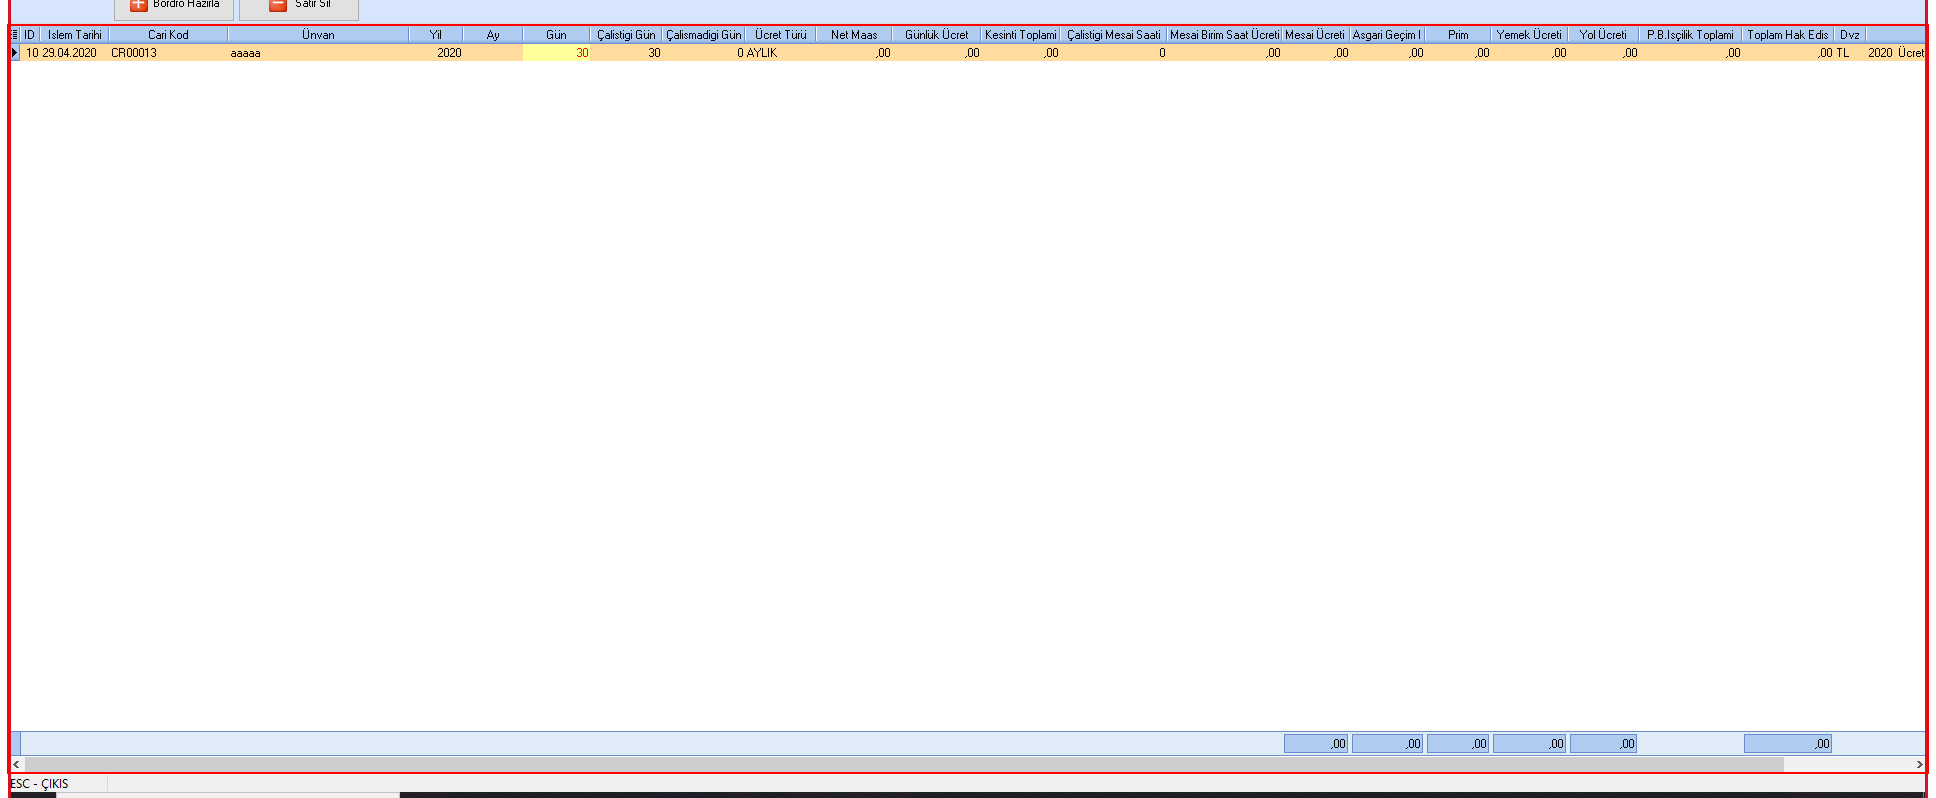 Bordro Hazırla Satır Sil
ID Islem Tarihi Cari Kod Ünvan Yil Ay Gün Çalistigi Gün Çalismadigi Gün Ücret Türü Net Maas Günlük Ücret Kesinti Toplami Çalistigi Mesai Saati Mesai Birim Saat Ücreti Mesai Ücreti Asgari Geçim I Prim Yemek Ücreti Yol Ücreti P.B.Isçilik Toplami Toplam Hak Edis Dvz
10 29.04.2020 CR00013 aaaaa 2020 30 30 0 AYLIK ,00 ,00 ,00 0 ,00 ,00 ,00 ,00 ,00 ,00 ,00 ,00 TL 2020 Ücret
,00 ,00 ,00 ,00 ,00 ,00
ESC - ÇIKIS